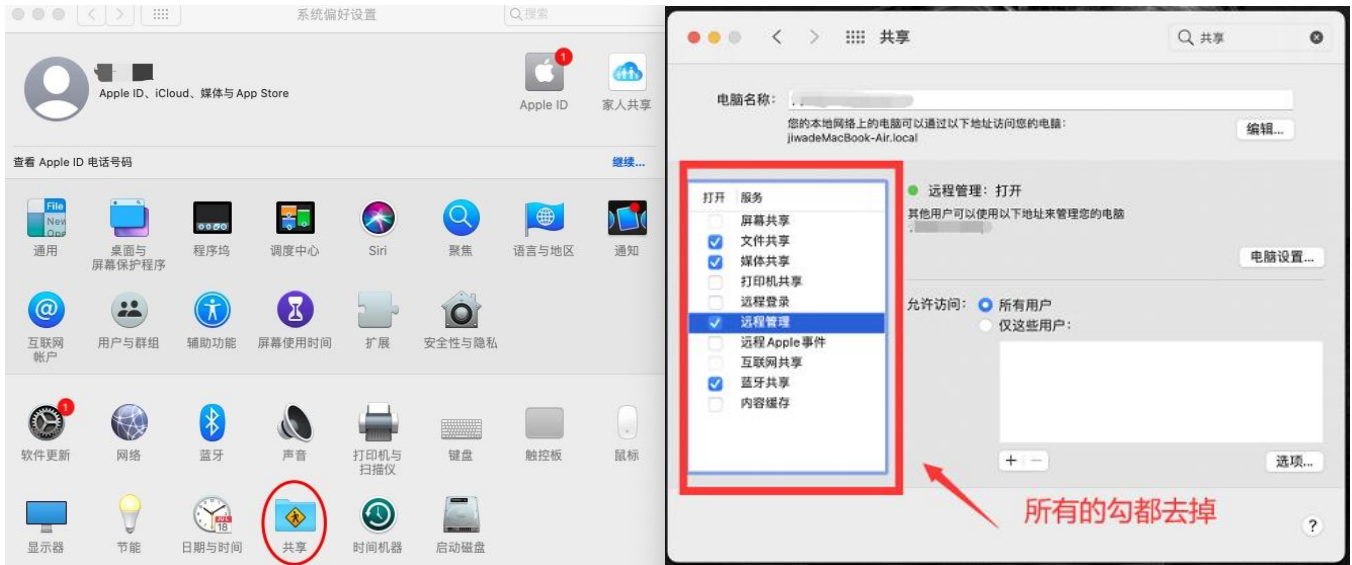 系统偏好设置
搜索
1
Apple ID、iCloud、媒体与 App Store
Apple ID
家人共享
查看 Apple ID 电话号码
继续...
File
New
Ope
通用
桌面与
屏幕保护程序
程序坞
调度中心
Siri
聚焦
语言与地区
通知
互联网
帐户
用户与群组
辅助功能
屏幕使用时间
扩展
安全性与隐私
1
软件更新
网络
蓝牙
声音
打印机与
扫描仪
键盘
触控板
鼠标
JUL
18
显示器
节能
日期与时间
共享
时间机器
启动磁盘
共享
共享
电脑名称：
您的本地网络上的电脑可以通过以下地址访问您的电脑：
jiwadeMacBook-Air.local
编辑...
打开 服务
屏幕共享
文件共享
媒体共享
打印机共享
远程登录
远程管理
远程 Apple 事件
互联网共享
蓝牙共享
内容缓存
远程管理：打开
其他用户可以使用以下地址来管理您的电脑
电脑设置...
允许访问：
所有用户
仅这些用户：
+ −
选项...
所有的勾都去掉
?